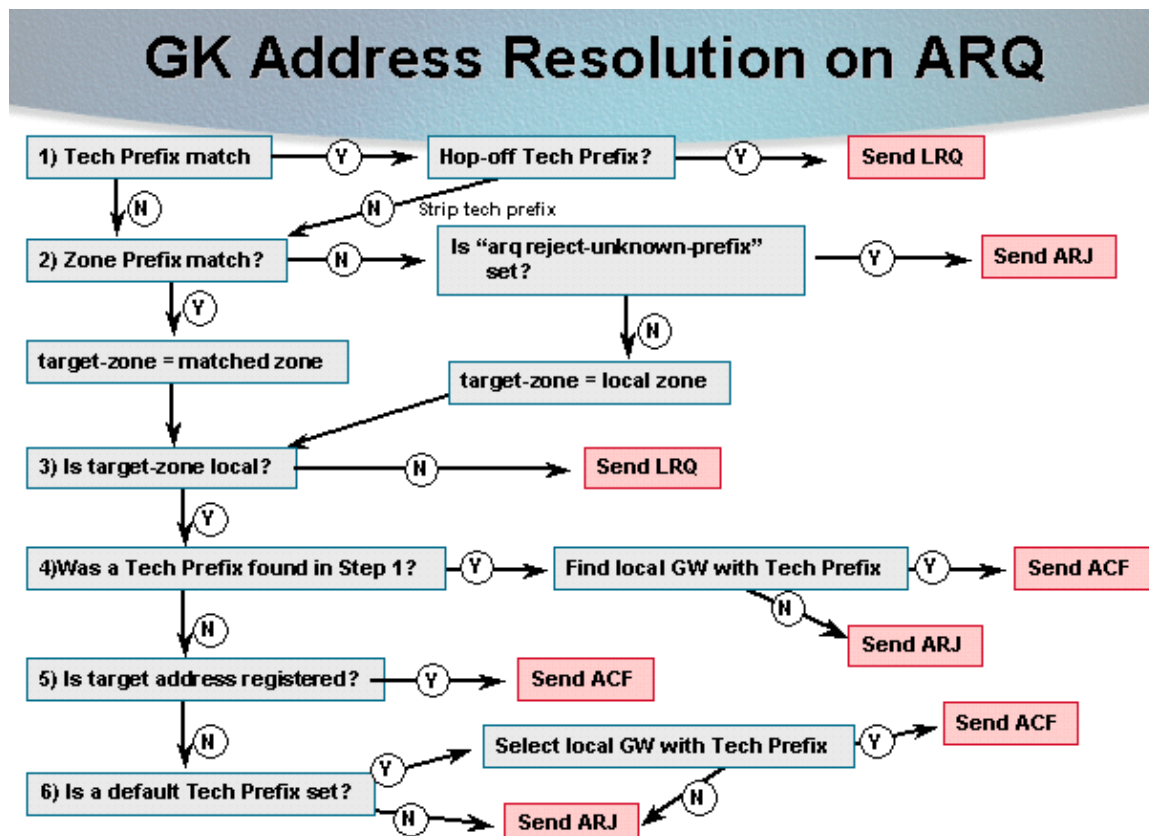 GK Address Resolution on ARQ
1) Tech Prefix match
Y
Hop-off Tech Prefix?
Y
Send LRQ
N
N
Strip tech prefix
2) Zone Prefix match?
N
Is “arq reject-unknown-prefix”
set?
Y
Send ARJ
Y
N
target-zone = matched zone
target-zone = local zone
3) Is target-zone local?
N
Send LRQ
Y
4)Was a Tech Prefix found in Step 1?
Y
Find local GW with Tech Prefix
Y
Send ACF
N
N
Send ARJ
5) Is target address registered?
Y
Send ACF
N
Select local GW with Tech Prefix
Y
Send ACF
6) Is a default Tech Prefix set?
Y
N
N
Send ARJ